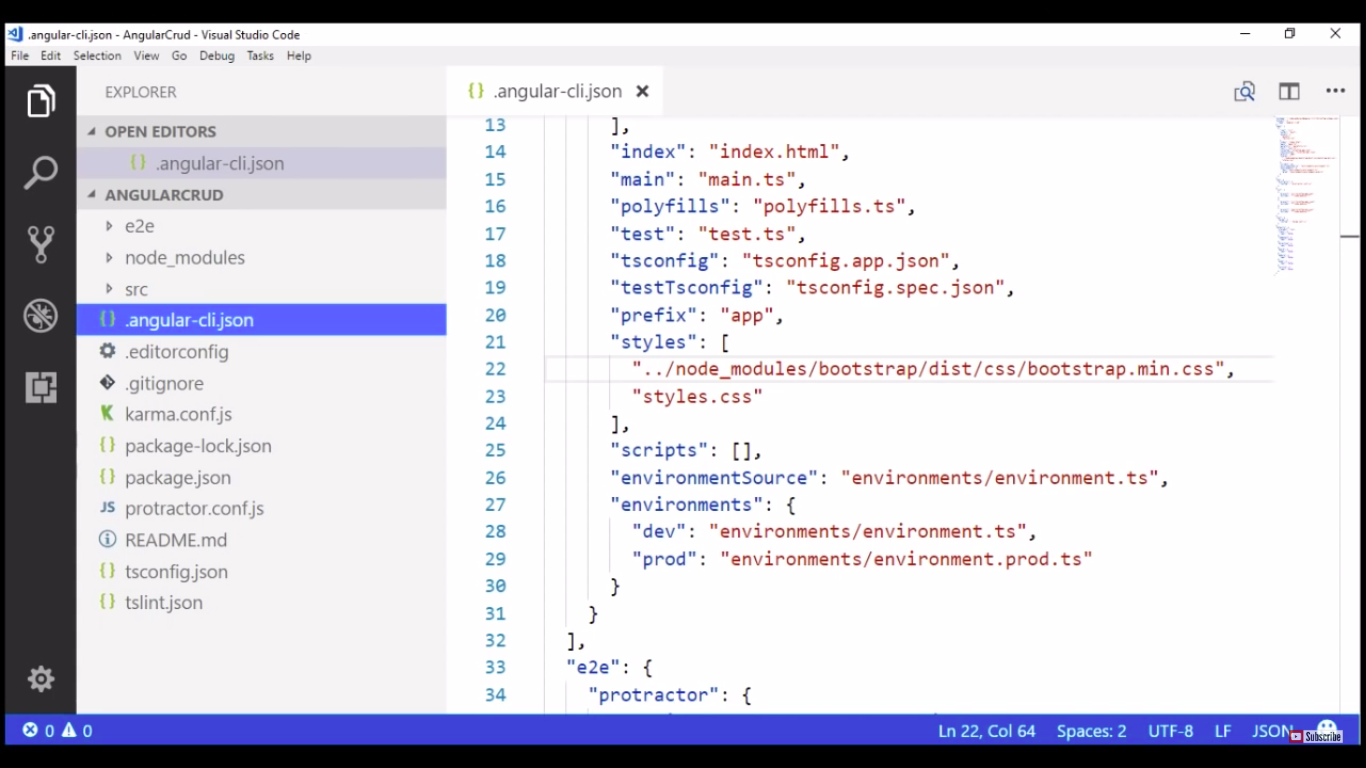 .angular-cli.json - AngularCrud - Visual Studio Code
File Edit Selection View Go Debug Tasks Help
EXPLORER
OPEN EDITORS
{} .angular-cli.json
ANGULARCRUD
e2e
node_modules
src
{} .angular-cli.json
.editorconfig
.gitignore
K karma.conf.js
{} package-lock.json
{} package.json
JS protractor.conf.js
README.md
{} tsconfig.json
{} tslint.json
{} .angular-cli.json
13 ],
14 "index": "index.html",
15 "main": "main.ts",
16 "polyfills": "polyfills.ts",
17 "test": "test.ts",
18 "tsconfig": "tsconfig.app.json",
19 "testTsconfig": "tsconfig.spec.json",
20 "prefix": "app",
21 "styles": [
22 "../node_modules/bootstrap/dist/css/bootstrap.min.css",
23 "styles.css"
24 ],
25 "scripts": [],
26 "environmentSource": "environments/environment.ts",
27 "environments": {
28 "dev": "environments/environment.ts",
29 "prod": "environments/environment.prod.ts"
30 }
31 }
32 ],
33 "e2e": {
34 "protractor": {
0 0 Ln 22, Col 64 Spaces: 2 UTF-8 LF JSON
Subscribe